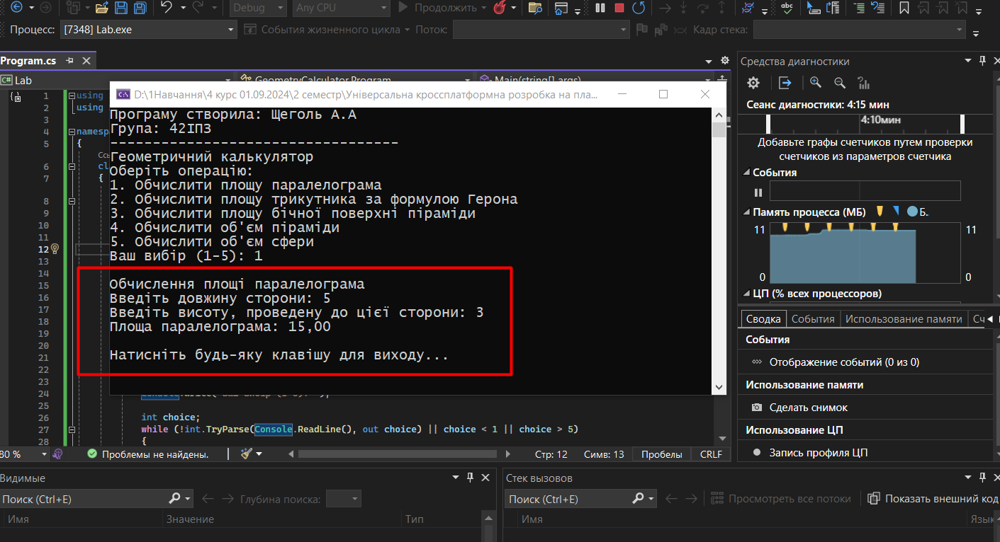 Debug Any CPU Продолжить
Процесс: [7348] Lab.exe События жизненного цикла Поток: Кадр стека:
Program.cs
Lab GeometryCalculator.Program Main(string[] args)
D:\1Навчання\4 курс 01.09.2024\2 семестр\Універсальна кроссплатформна розробка на пла...
1 using
2 using
3
4 namesp
5 {
Ссы
6 cl
7 {
8
9
10
11
12
13
14
15
16
17
18
19
20
21
22
23
24
25
26 int choice;
27 while (!int.TryParse(Console.ReadLine(), out choice) || choice < 1 || choice > 5)
28 {
Програму створила: Щеголь А.А
Група: 42ІПЗ
----------------------------------
Геометричний калькулятор
Оберіть операцію:
1. Обчислити площу паралелограма
2. Обчислити площу трикутника за формулою Герона
3. Обчислити площу бічної поверхні піраміди
4. Обчислити об'єм піраміди
5. Обчислити об'єм сфери
Ваш вибір (1-5): 1
Обчислення площі паралелограма
Введіть довжину сторони: 5
Введіть висоту, проведену до цієї сторони: 3
Площа паралелограма: 15,00
Натисніть будь-яку клавішу для виходу...
80 % Проблемы не найдены. Стр: 12 Симв: 13 Пробелы CRLF
Средства диагностики
Сеанс диагностики: 4:15 мин
4:10мин
Добавьте графы счетчиков путем проверки
счетчиков из параметров счетчика
События
Память процесса (МБ) Б..
11 11
0 0
ЦП (% всех процессоров)
Сводка События Использование памяти Сч
События
Отображение событий (0 из 0)
Использование памяти
Сделать снимок
Использование ЦП
Запись профиля ЦП
Видимые
Поиск (Ctrl+E) Глубина поиска:
Имя Значение Тип
Стек вызовов
Поиск (Ctrl+E) Просмотреть все потоки Показать внешний код
Имя Язык